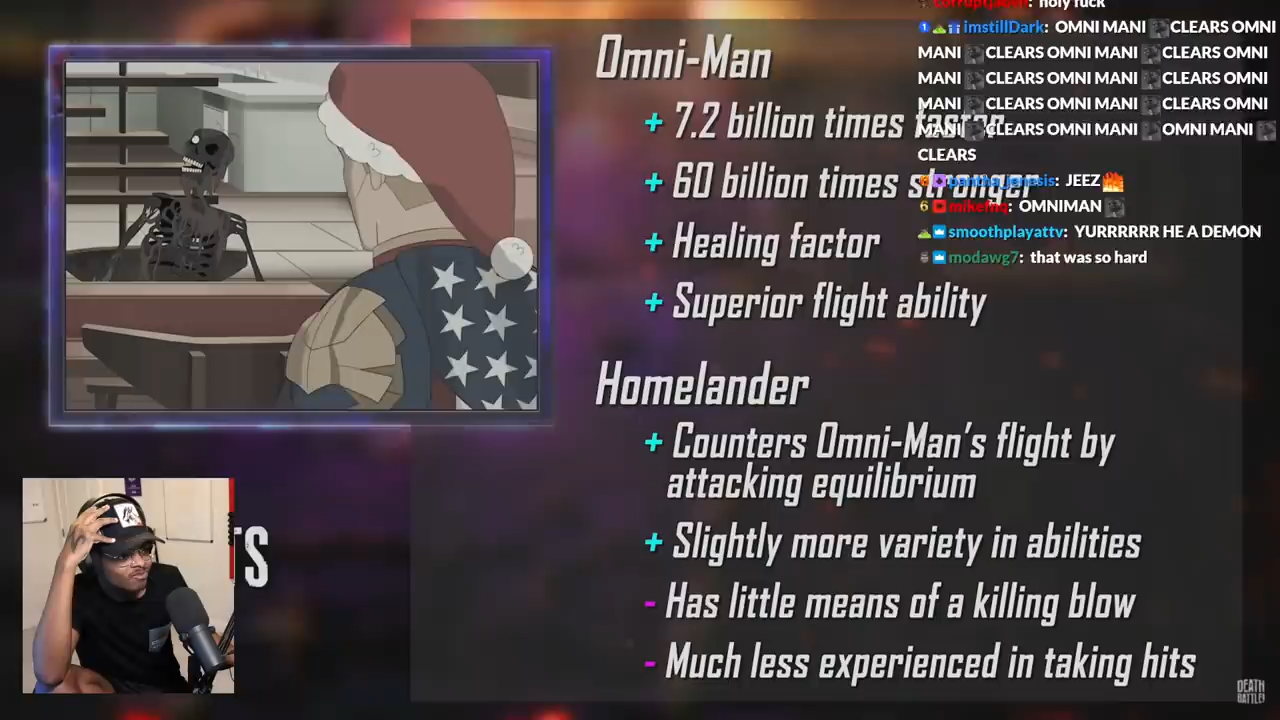 Omni-Man
+ 7.2 billion times faster
+ 60 billion times stronger
+ Healing factor
+ Superior flight ability
Homelander
+ Counters Omni-Man's flight by
attacking equilibrium
+ Slightly more variety in abilities
- Has little means of a killing blow
- Much less experienced in taking hits
holy fuck
imstillDark: OMNI MANI CLEARS OMNI
MANI CLEARS OMNI MANI CLEARS OMNI
MANI CLEARS OMNI MANI CLEARS OMNI
MANI CLEARS OMNI MANI CLEARS OMNI
MANI CLEARS OMNI MANI OMNI MANI
CLEARS
JEEZ
OMNIMAN
smoothplayattv: YURRRRRR HE A DEMON
modawg7: that was so hard
TS
DEATH
BATTLE!